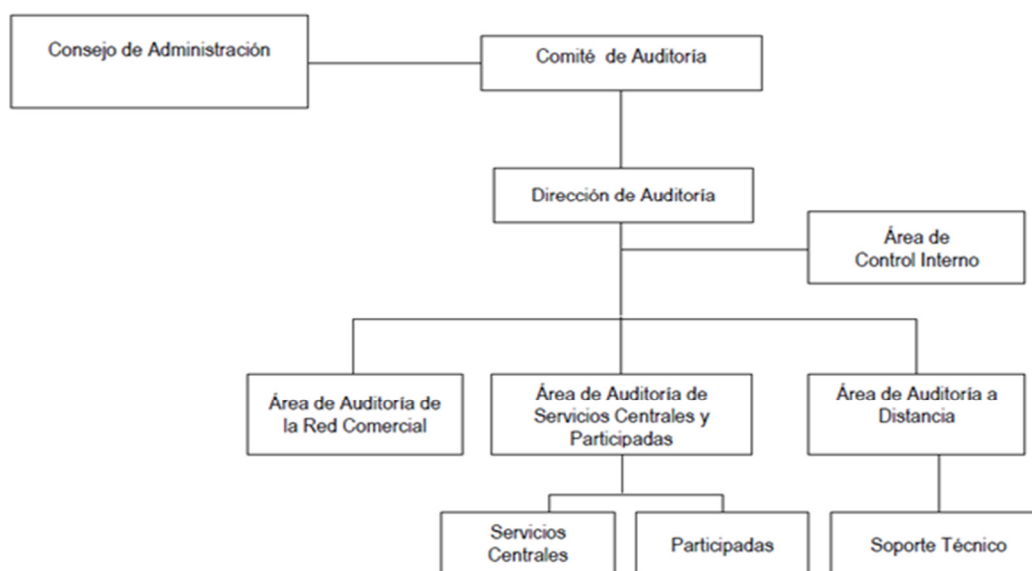 Consejo de Administración
Comité de Auditoría
Dirección de Auditoría
Área de
Control Interno
Área de Auditoría de
la Red Comercial
Área de Auditoría de
Servicios Centrales y
Participadas
Área de Auditoría a
Distancia
Servicios
Centrales
Participadas
Soporte Técnico